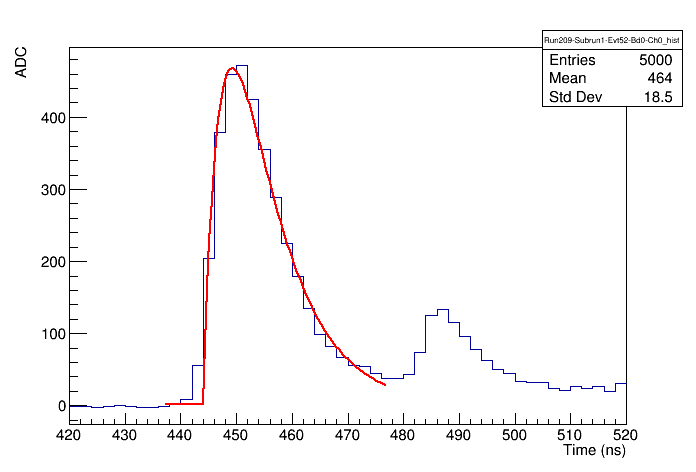 Run209-Subrun1-Evt52-Bd0-Ch0_hist
Entries 5000
Mean 464
Std Dev 18.5
ADC
400
300
200
100
0
420 430 440 450 460 470 480 490 500 510 520
Time (ns)